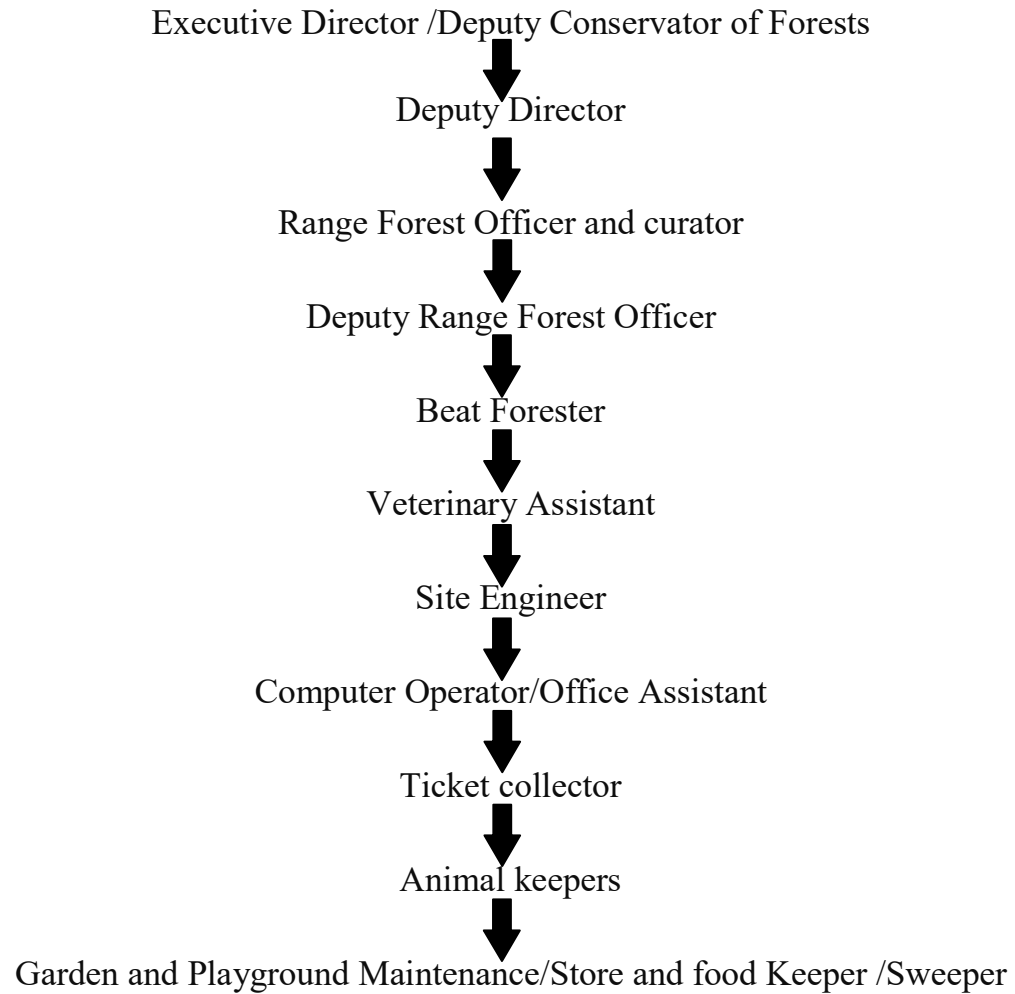 Executive Director /Deputy Conservator of Forests
Deputy Director
Range Forest Officer and curator
Deputy Range Forest Officer
Beat Forester
Veterinary Assistant
Site Engineer
Computer Operator/Office Assistant
Ticket collector
Animal keepers
Garden and Playground Maintenance/Store and food Keeper /Sweeper